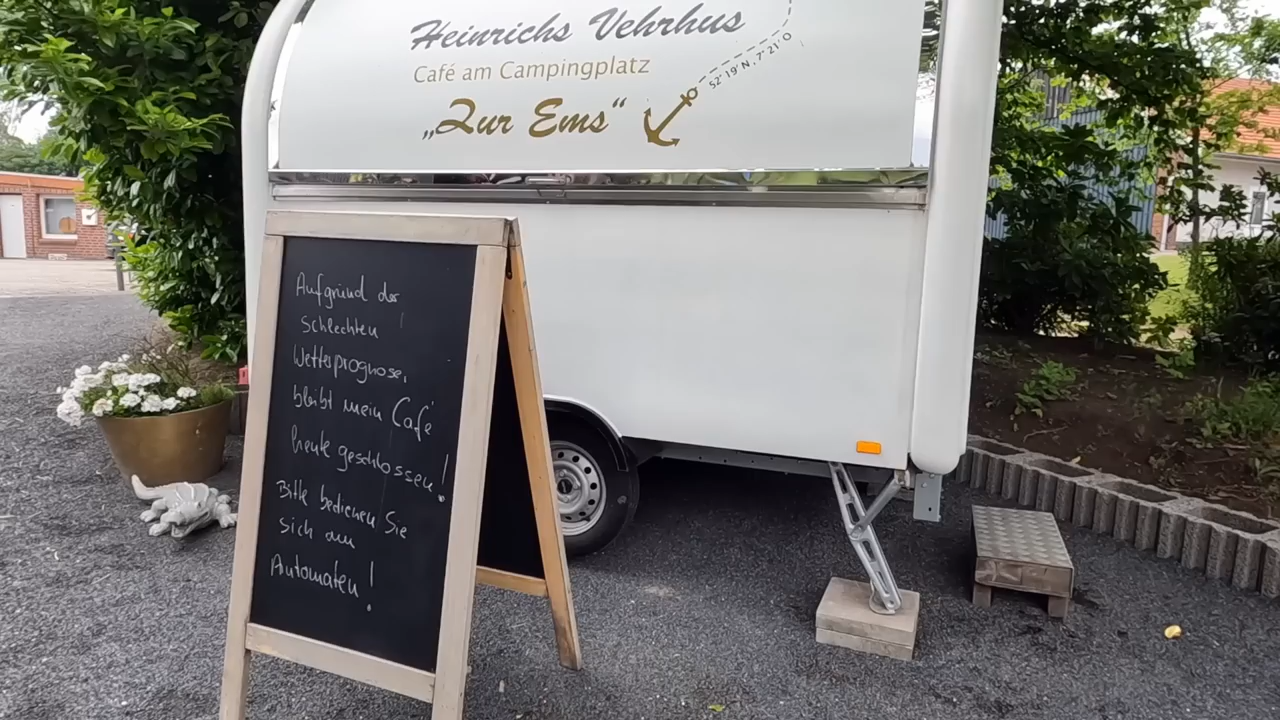 Heinrichs Vehrhus
Café am Campingplatz
„Zur Ems“
52°19'N, 7°21'O
Aufgrund der
Schlechten
Wetterprognose,
bleibt mein Café
heute geschlossen!
Bitte bedienen Sie
sich am
Automaten!